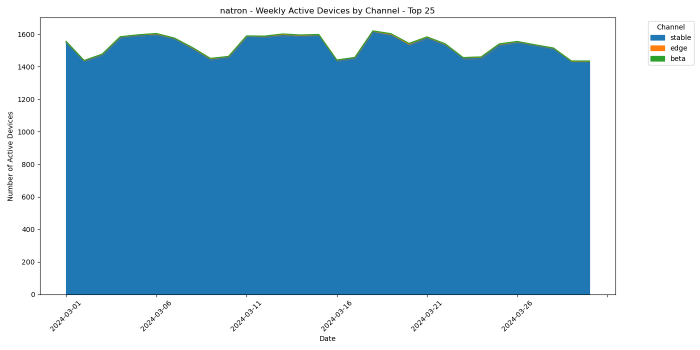 natron - Weekly Active Devices by Channel - Top 25
Channel
stable
edge
beta
Number of Active Devices
1600
1400
1200
1000
800
600
400
200
0
2024-03-01
2024-03-06
2024-03-11
2024-03-16
2024-03-21
2024-03-26
Date